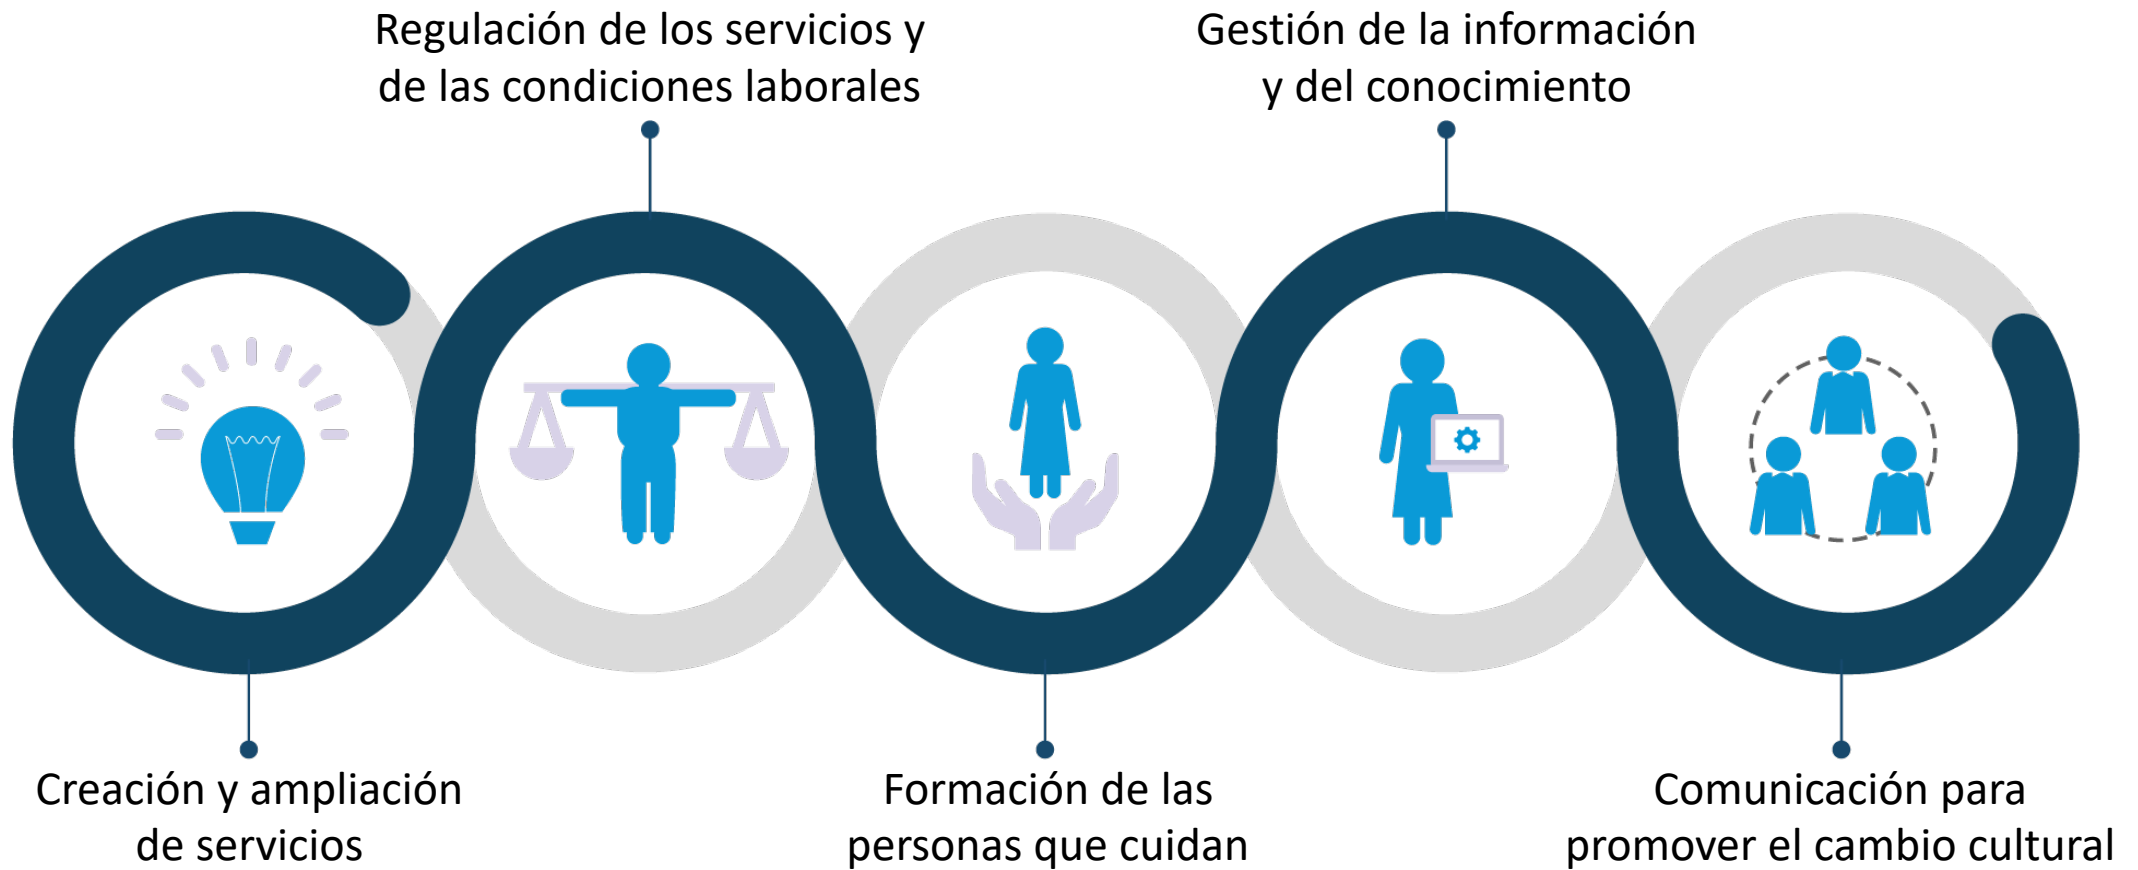 Regulación de los servicios y
de las condiciones laborales
Gestión de la información
y del conocimiento
Creación y ampliación
de servicios
Formación de las
personas que cuidan
Comunicación para
promover el cambio cultural